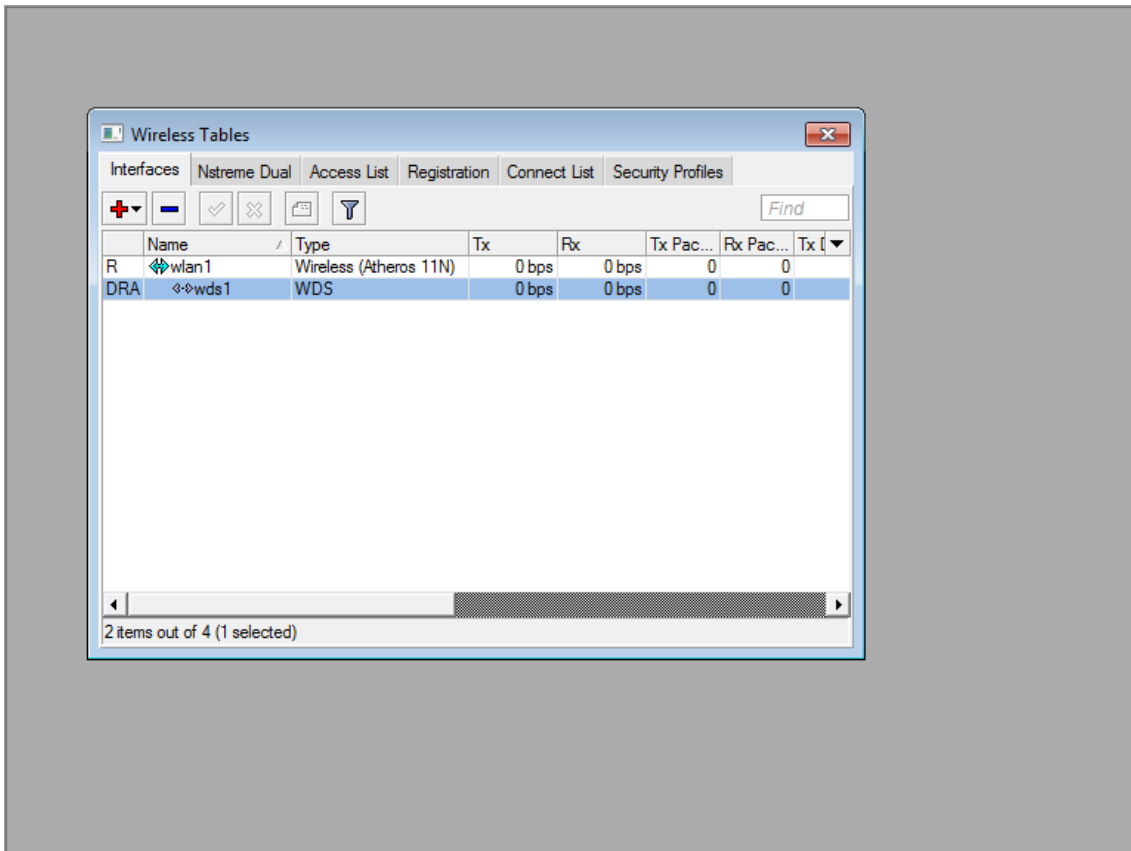 Wireless Tables
Interfaces Nstreme Dual Access List Registration Connect List Security Profiles
Find
Name Type Tx Rx Tx Pac... Rx Pac... Tx D
R wlan1 Wireless (Atheros 11N) 0 bps 0 bps 0 0
DRA wds1 WDS 0 bps 0 bps 0 0
2 items out of 4 (1 selected)